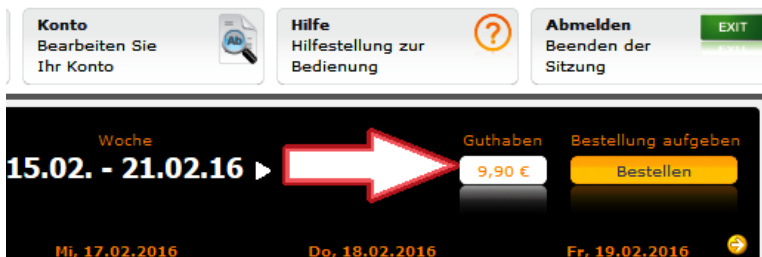 Konto
Bearbeiten Sie
Ihr Konto
Ab
Hilfe
Hilfestellung zur
Bedienung
?
Abmelden
Beenden der
Sitzung
EXIT
Woche
15.02. - 21.02.16
Guthaben
9,90 €
Bestellung aufgeben
Bestellen
Mi, 17.02.2016
Do, 18.02.2016
Fr, 19.02.2016